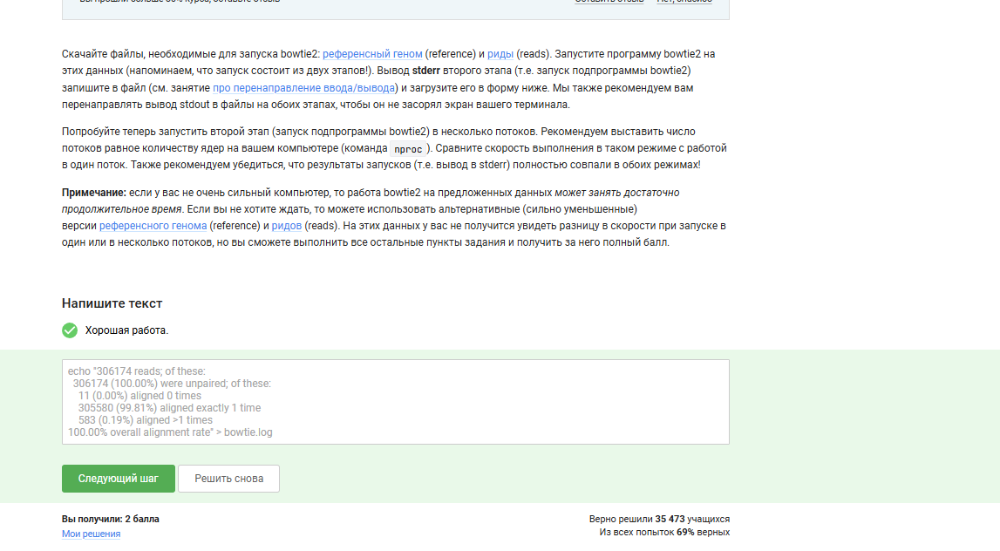 Вы прошли больше 80% курса, оставьте отзыв
Оставить отзыв Нет, спасибо
Скачайте файлы, необходимые для запуска bowtie2: референсный геном (reference) и риды (reads). Запустите программу bowtie2 на
этих данных (напоминаем, что запуск состоит из двух этапов!). Вывод stderr второго этапа (т.е. запуск подпрограммы bowtie2)
запишите в файл (см. занятие про перенаправление ввода/вывода) и загрузите его в форму ниже. Мы также рекомендуем вам
перенаправлять вывод stdout в файлы на обоих этапах, чтобы он не засорял экран вашего терминала.
Попробуйте теперь запустить второй этап (запуск подпрограммы bowtie2) в несколько потоков. Рекомендуем выставить число
потоков равное количеству ядер на вашем компьютере (команда nproc ). Сравните скорость выполнения в таком режиме с работой
в один поток. Также рекомендуем убедиться, что результаты запусков (т.е. вывод в stderr) полностью совпали в обоих режимах!
Примечание: если у вас не очень сильный компьютер, то работа bowtie2 на предложенных данных может занять достаточно
продолжительное время. Если вы не хотите ждать, то можете использовать альтернативные (сильно уменьшенные)
версии референсного генома (reference) и ридов (reads). На этих данных у вас не получится увидеть разницу в скорости при запуске в
один или в несколько потоков, но вы сможете выполнить все остальные пункты задания и получить за него полный балл.
Напишите текст
Хорошая работа.
echo "306174 reads; of these:
306174 (100.00%) were unpaired; of these:
11 (0.00%) aligned 0 times
305580 (99.81%) aligned exactly 1 time
583 (0.19%) aligned >1 times
100.00% overall alignment rate" > bowtie.log
Следующий шаг Решить снова
Вы получили: 2 балла
Верно решили 35 473 учащихся
Мои решения
Из всех попыток 69% верных